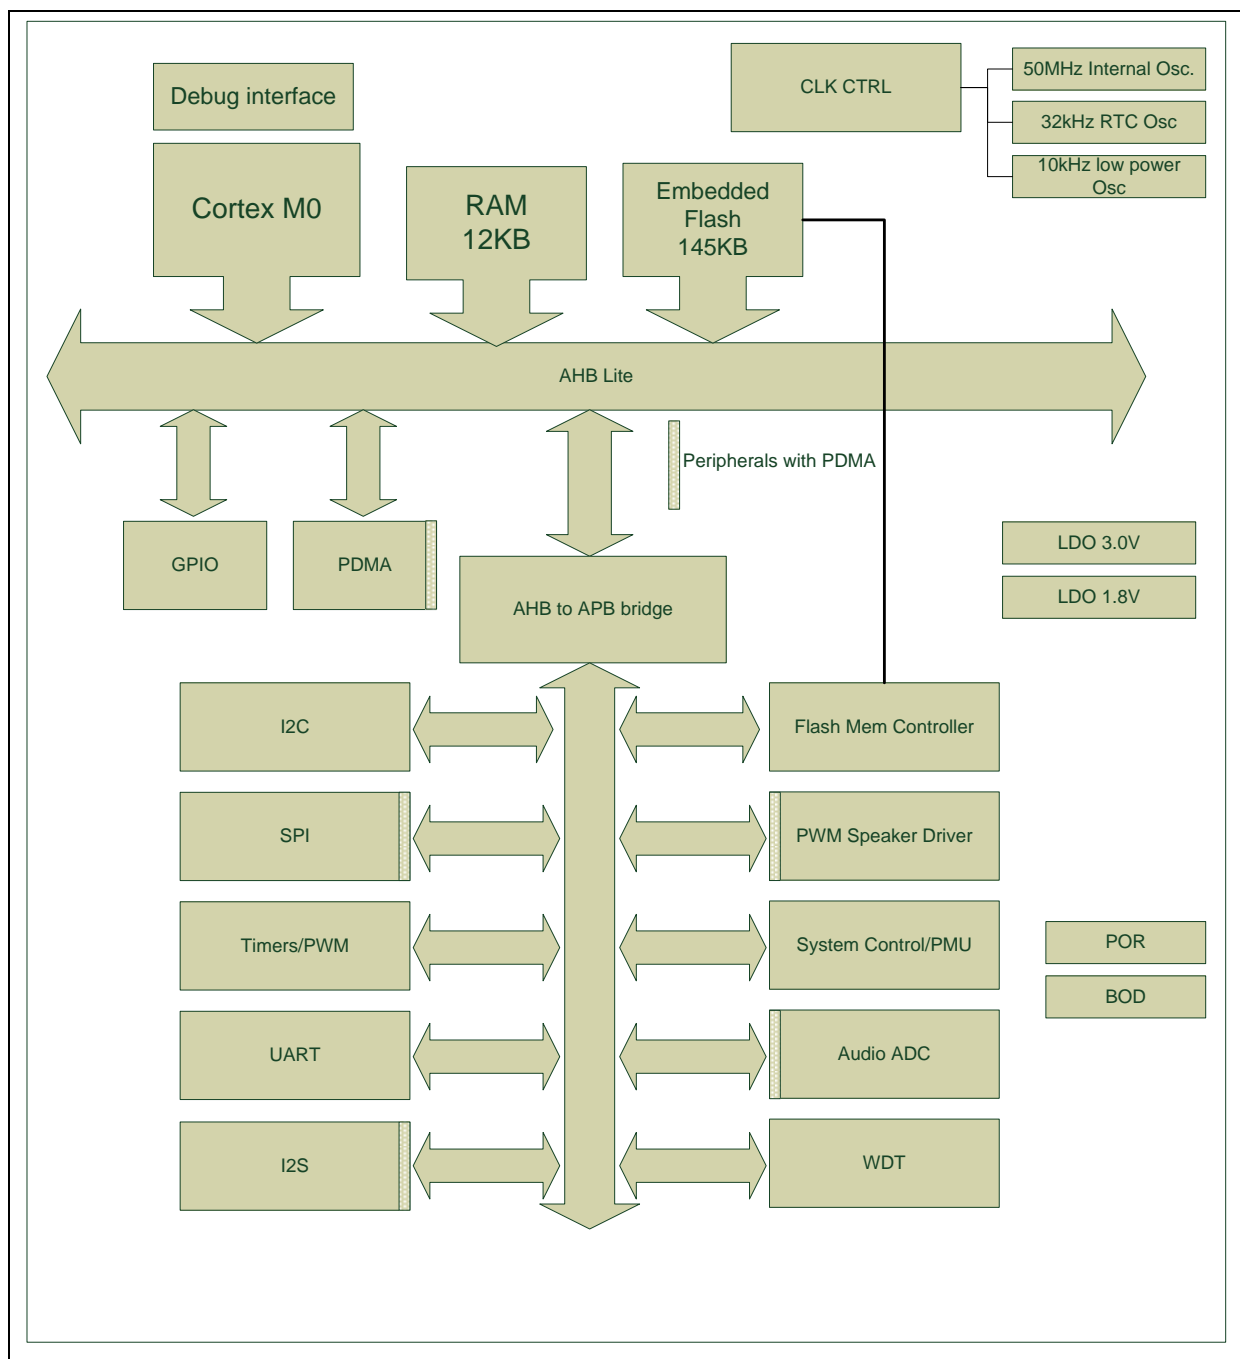 Debug interface
CLK CTRL
50MHz Internal Osc.
32kHz RTC Osc
10kHz low power
Osc
Cortex M0
RAM
12KB
Embedded
Flash
145KB
AHB Lite
Peripherals with PDMA
GPIO
PDMA
AHB to APB bridge
LDO 3.0V
LDO 1.8V
I2C
Flash Mem Controller
SPI
PWM Speaker Driver
Timers/PWM
System Control/PMU
POR
BOD
UART
Audio ADC
I2S
WDT